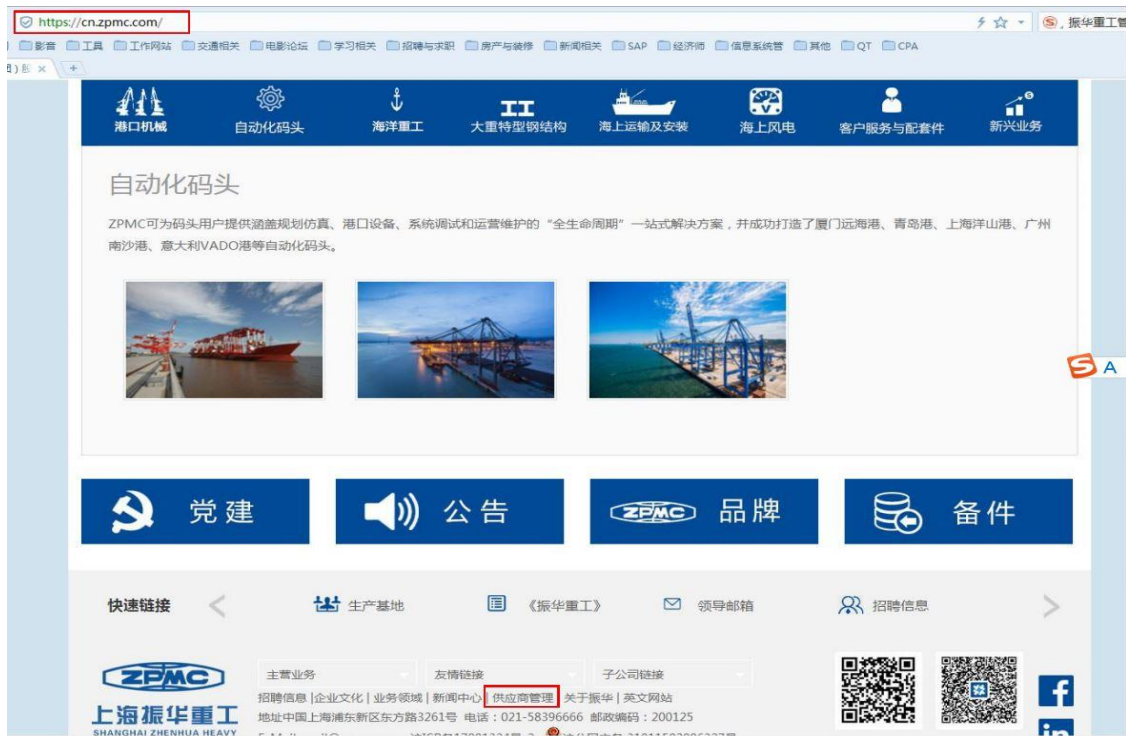 https://cn.zpmc.com/
振华重工管
影音 工具 工作网站 交通相关 电影论坛 学习相关 招聘与求职 房产与装修 新闻相关 SAP 经济师 信息系统管 其他 QT CPA
港口机械 自动化码头 海洋重工 大重特型钢结构 海上运输及安装 海上风电 客户服务与配套件 新兴业务
自动化码头
ZPMC可为码头用户提供涵盖规划仿真、港口设备、系统调试和运营维护的“全生命周期”一站式解决方案，并成功打造了厦门远海港、青岛港、上海洋山港、广州
南沙港、意大利VADO港等自动化码头。
A
党建 公告 ZPMC 品牌 备件
快速链接 生产基地 《振华重工》 领导邮箱 招聘信息
ZPMC
主营业务 友情链接 子公司链接
招聘信息 | 企业文化 | 业务领域 | 新闻中心 | 供应商管理 | 关于振华 | 英文网站
上海振华重工
地址中国上海浦东新区东方路3261号 电话：021-58396666 邮政编码：200125
SHANGHAI ZHENHUA HEAVY